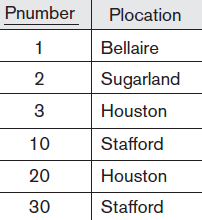 Pnumber Plocation
1 Bellaire
2 Sugarland
3 Houston
10 Stafford
20 Houston
30 Stafford